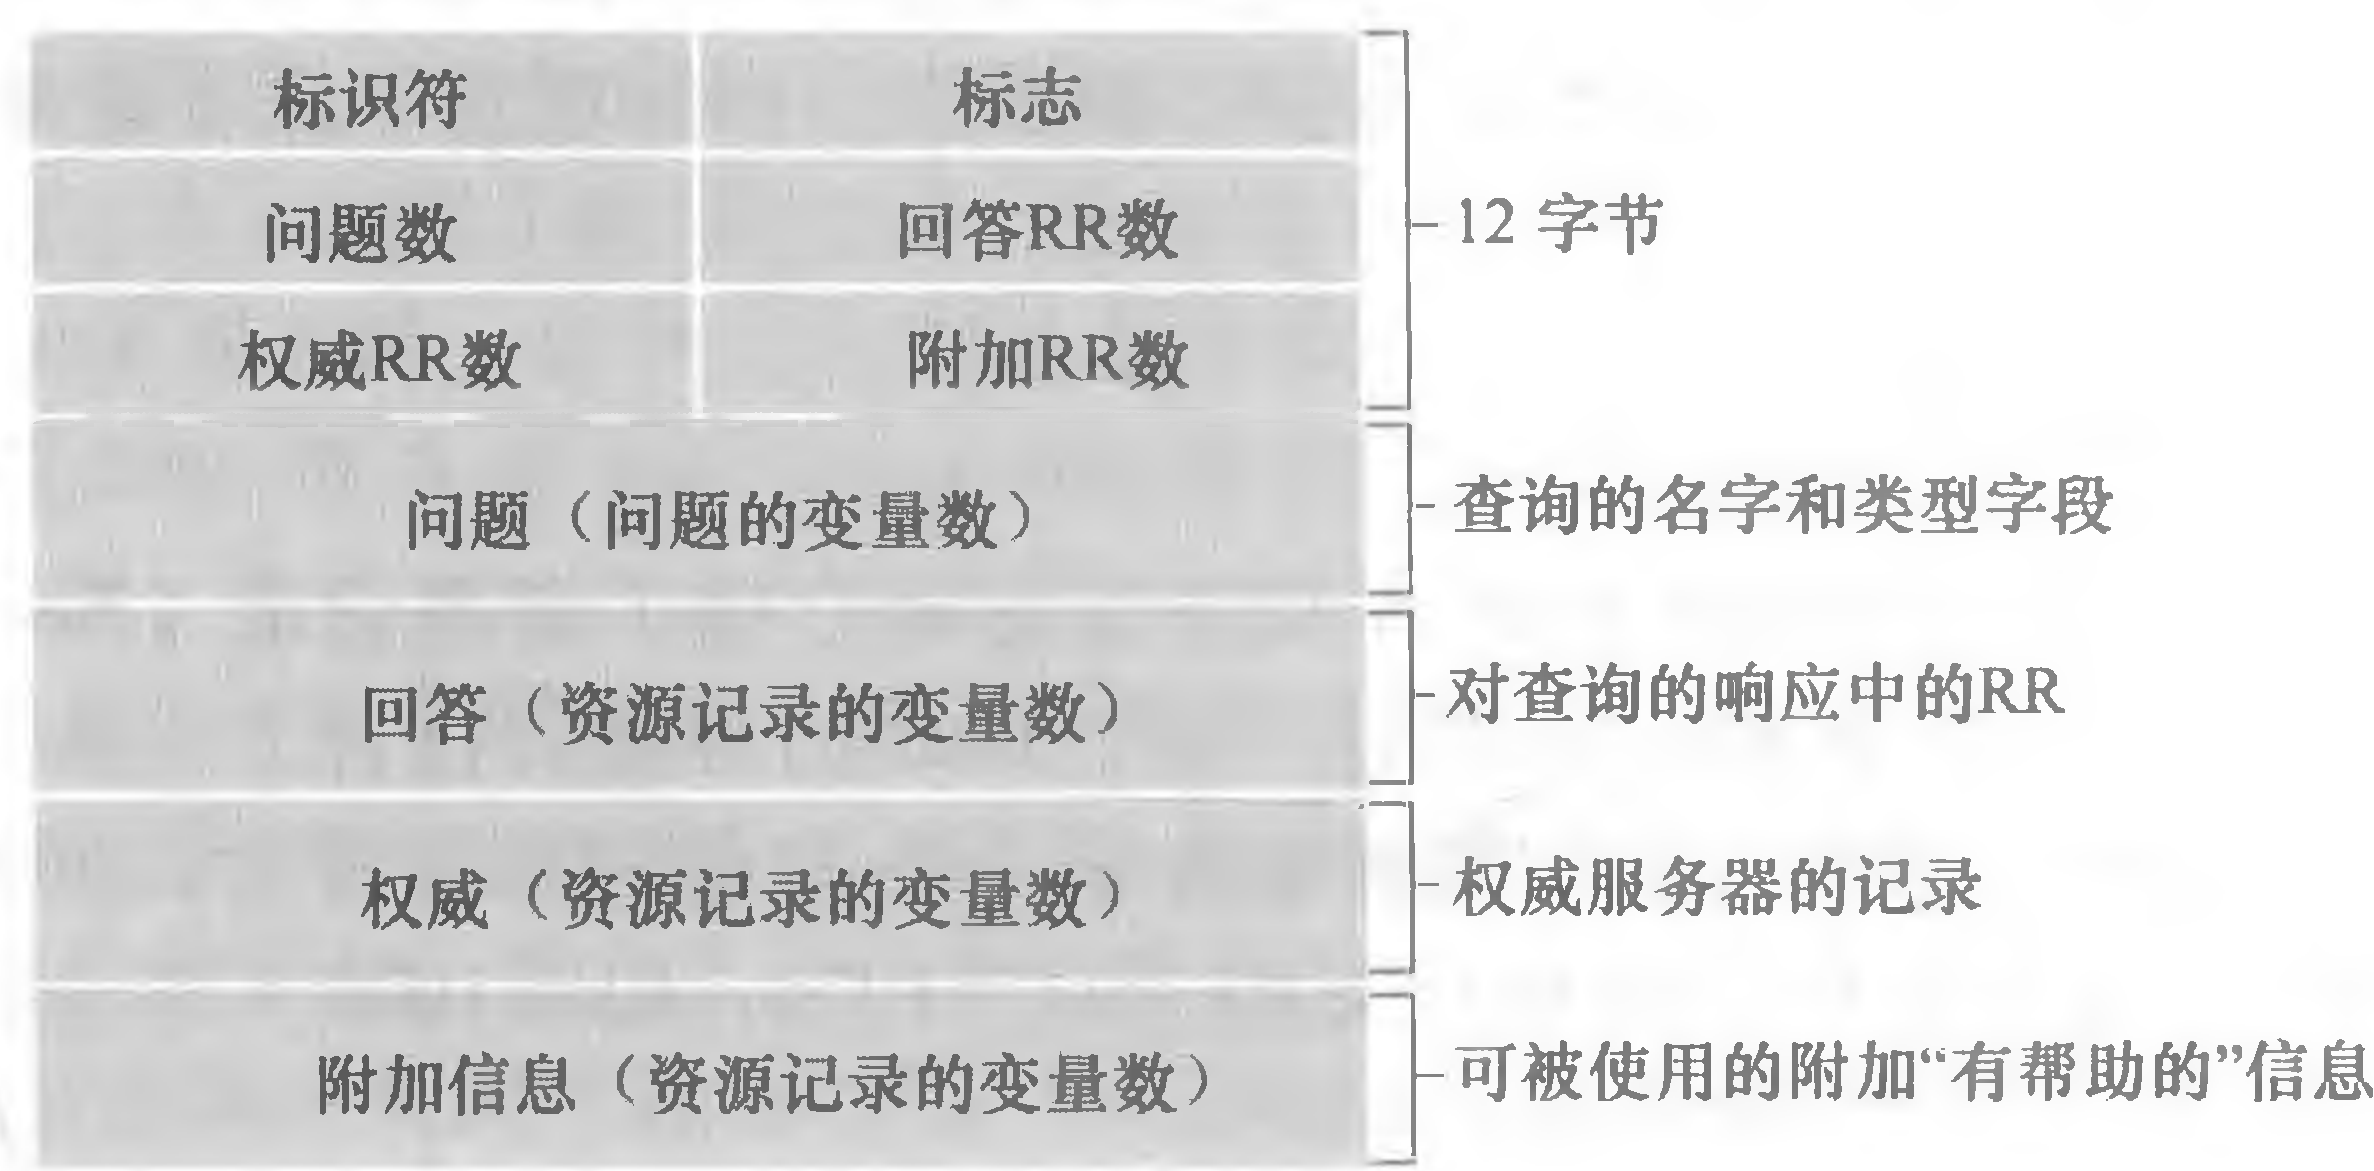 标识符 标志
问题数 回答RR数
12 字节
权威RR数 附加RR数
问题（问题的变量数） 查询的名字和类型字段
回答（资源记录的变量数） 对查询的响应中的RR
权威（资源记录的变量数） 权威服务器的记录
附加信息（资源记录的变量数） 可被使用的附加“有帮助的”信息